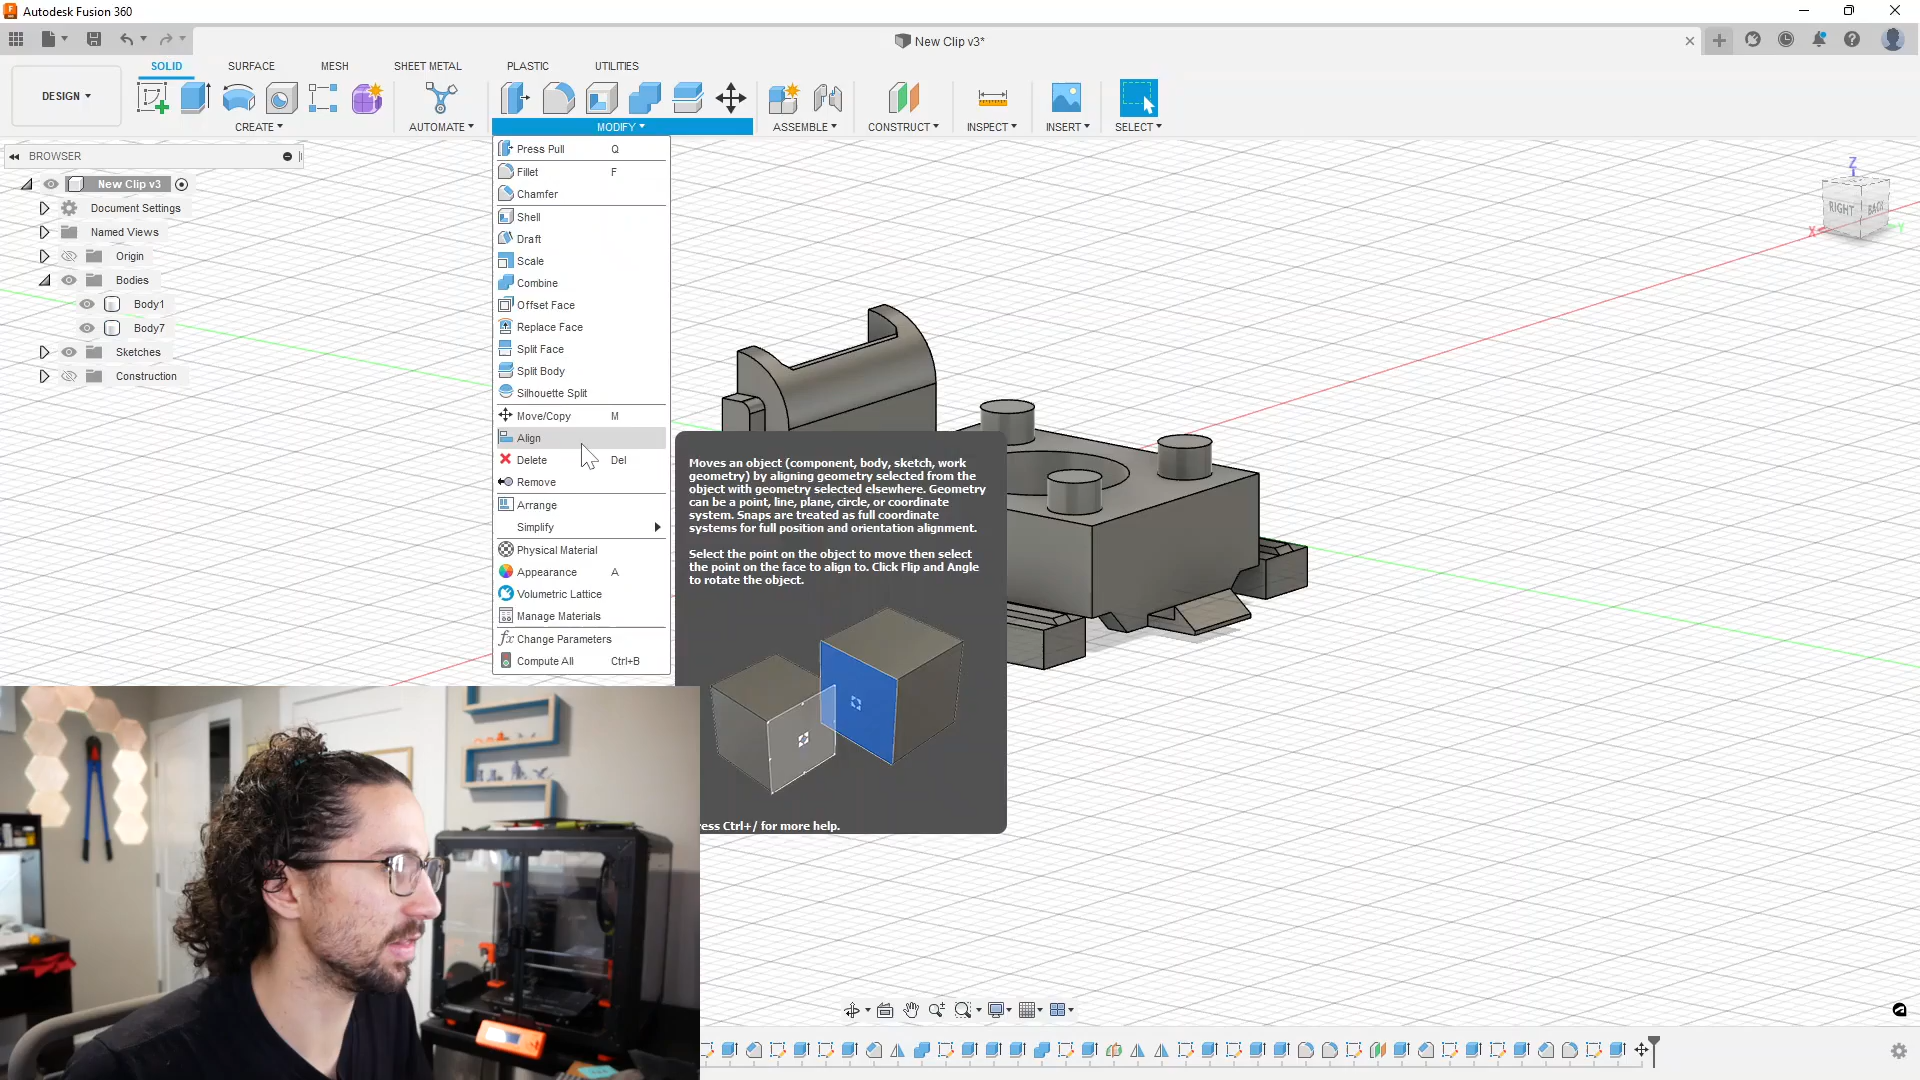 Autodesk Fusion 360
New Clip v3*
DESIGN
SOLID
SURFACE
MESH
SHEET METAL
PLASTIC
UTILITIES
CREATE
AUTOMATE
MODIFY
ASSEMBLE
CONSTRUCT
INSPECT
INSERT
SELECT
BROWSER
New Clip v3
Document Settings
Named Views
Origin
Bodies
Body1
Body7
Sketches
Construction
Press Pull Q
Fillet F
Chamfer
Shell
Draft
Scale
Combine
Offset Face
Replace Face
Split Face
Split Body
Silhouette Split
Move/Copy M
Align
Delete Del
Remove
Arrange
Simplify
Physical Material
Appearance A
Volumetric Lattice
Manage Materials
fx Change Parameters
Compute All Ctrl+B
Moves an object (component, body, sketch, work
geometry) by aligning geometry selected from the
object with geometry selected elsewhere. Geometry
can be a point, line, plane, circle, or coordinate
system. Snaps are treated as full coordinate
systems for full position and orientation alignment.
Select the point on the object to move then select
the point on the face to align to. Click Flip and Angle
to rotate the object.
ress Ctrl+/ for more help.
Z
RIGHT
BACK
X
Y